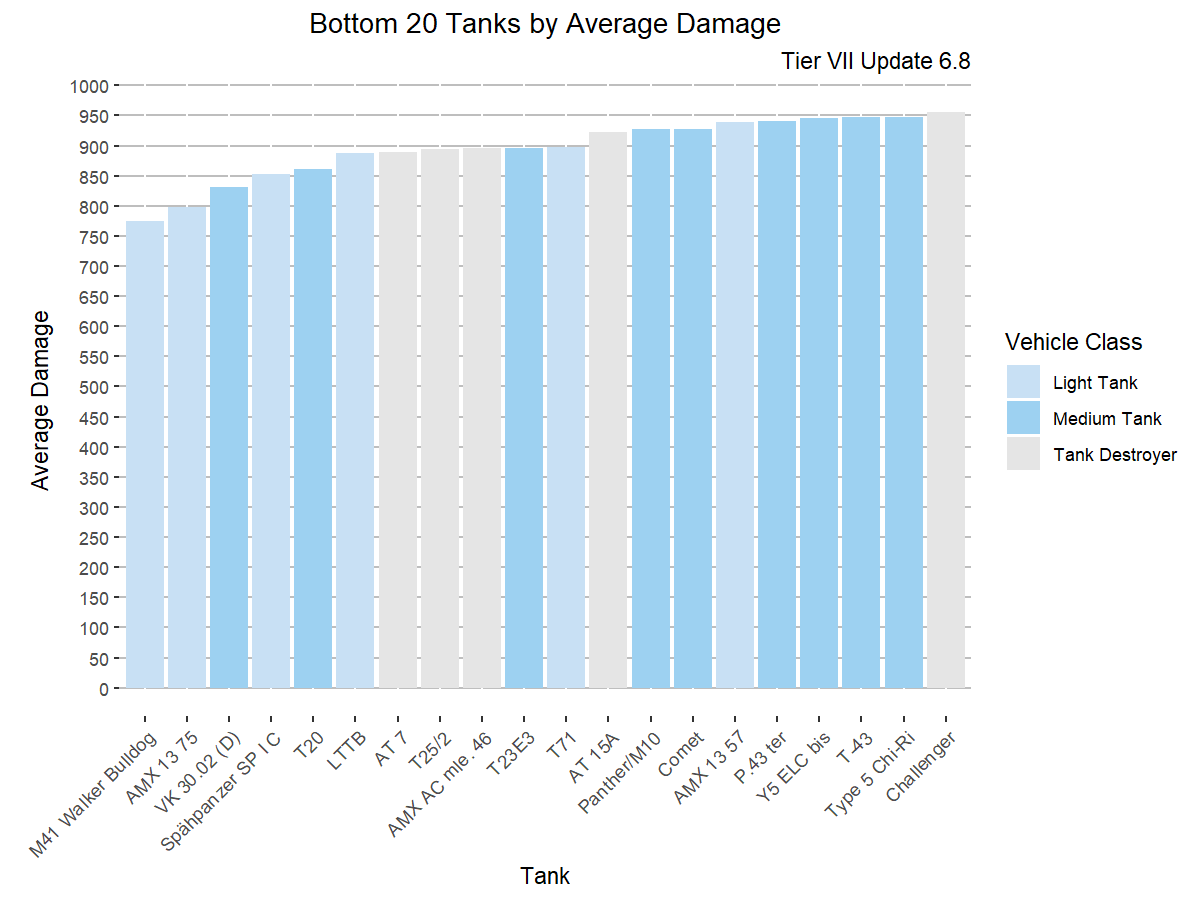 Bottom 20 Tanks by Average Damage
Tier VII Update 6.8
1000
950
900
850
800
750
700
650
600
550
500
450
400
350
300
250
200
150
100
50
0
Average Damage
M41 Walker Bulldog
AMX 13 75
VK 30.02 (D)
Spähpanzer SP I C
T20
LTTB
AT 7
T25/2
AMX AC mle. 46
T23E3
T71
AT 15A
Panther/M10
Comet
AMX 13 57
P.43 ter
Y5 ELC bis
T-43
Type 5 Chi-Ri
Challenger
Tank
Vehicle Class
Light Tank
Medium Tank
Tank Destroyer